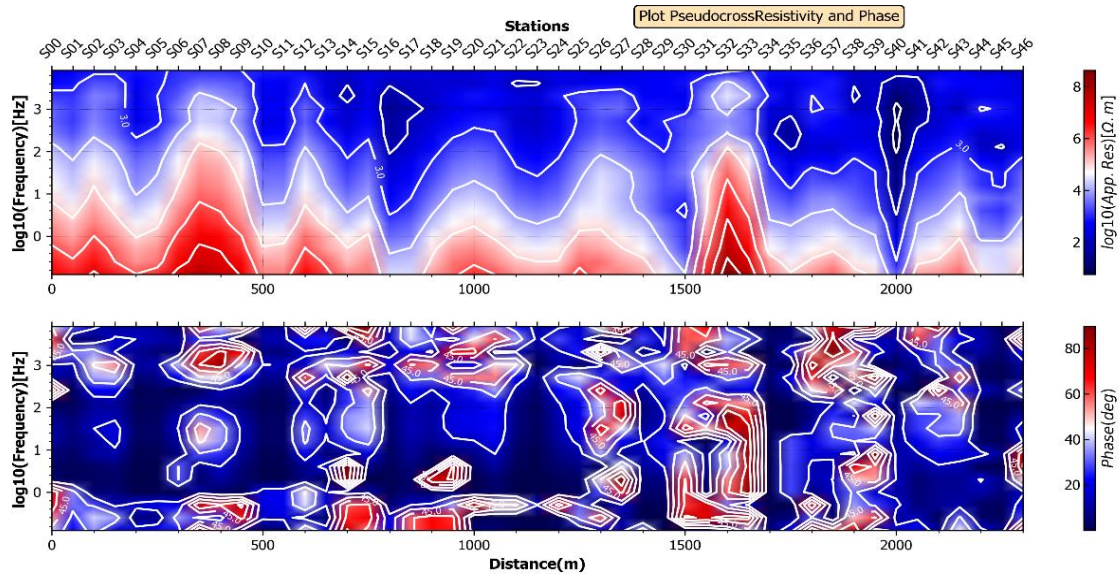 Plot PseudocrossResistivity and Phase
Stations
S00 S01 S02 S03 S04 S05 S06 S07 S08 S09 S10 S11 S12 S13 S14 S15 S16 S17 S18 S19 S20 S21 S22 S23 S24 S25 S26 S27 S28 S29 S30 S31 S32 S33 S34 S35 S36 S37 S38 S39 S40 S41 S42 S43 S44 S45 S46
log10(Frequency)[Hz]
3
2
1
0
3.0
3.0
3.0
0 500 1000 1500 2000
8
6
4
2
log10(App. Res)[Ω. m]
log10(Frequency)[Hz]
3
2
1
0
45.0
45.0
45.0
45.0
45.0
45.0
45.0
45.0
0 500 1000 1500 2000
Distance(m)
80
60
40
20
Phase(deg)